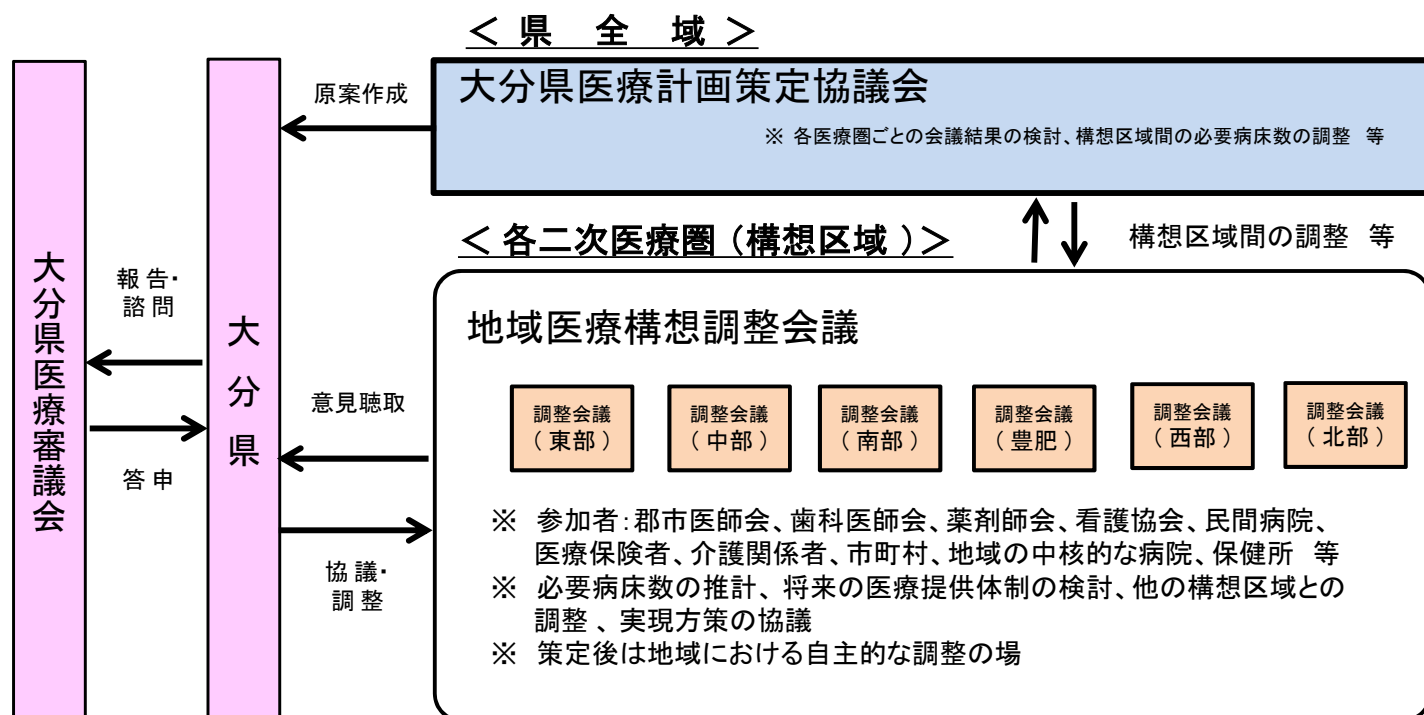 ＜ 県 全 域 ＞
大分県医療計画策定協議会
※ 各医療圏ごとの会議結果の検討、構想区域間の必要病床数の調整 等
原案作成
＜ 各二次医療圏（構想区域）＞
構想区域間の調整 等
大分県医療審議会
報告・
諮問
答申
大分県
意見聴取
協議・
調整
地域医療構想調整会議
調整会議
（東部）
調整会議
（中部）
調整会議
（南部）
調整会議
（豊肥）
調整会議
（西部）
調整会議
（北部）
※ 参加者：郡市医師会、歯科医師会、薬剤師会、看護協会、民間病院、
医療保険者、介護関係者、市町村、地域の中核的な病院、保健所 等
※ 必要病床数の推計、将来の医療提供体制の検討、他の構想区域との
調整 、実現方策の協議
※ 策定後は地域における自主的な調整の場